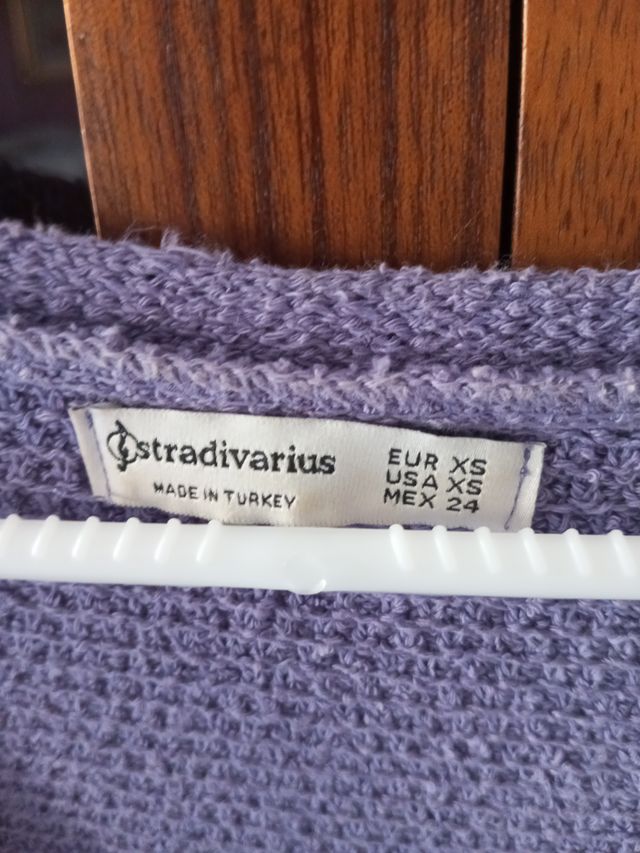 stradivarius
MADE IN TURKEY
EUR XS
USA XS
MEX 24